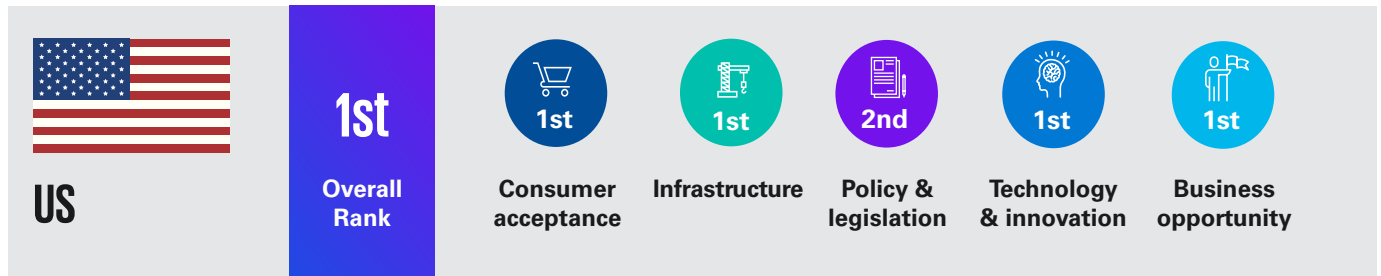 US
1st
Overall
Rank
1st
Consumer
acceptance
1st
Infrastructure
2nd
Policy &
legislation
1st
Technology
& innovation
1st
Business
opportunity